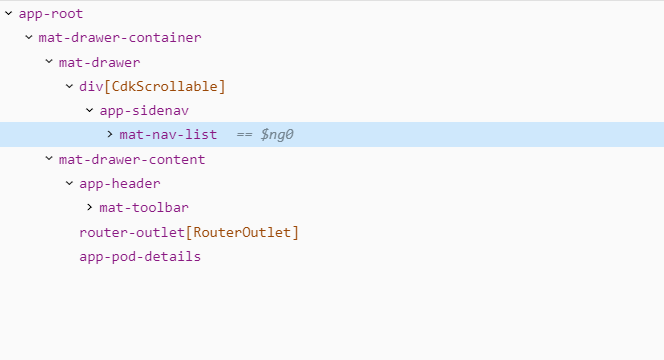 app-root
mat-drawer-container
mat-drawer
div[CdkScrollable]
app-sidenav
mat-nav-list == $ng0
mat-drawer-content
app-header
mat-toolbar
router-outlet[RouterOutlet]
app-pod-details